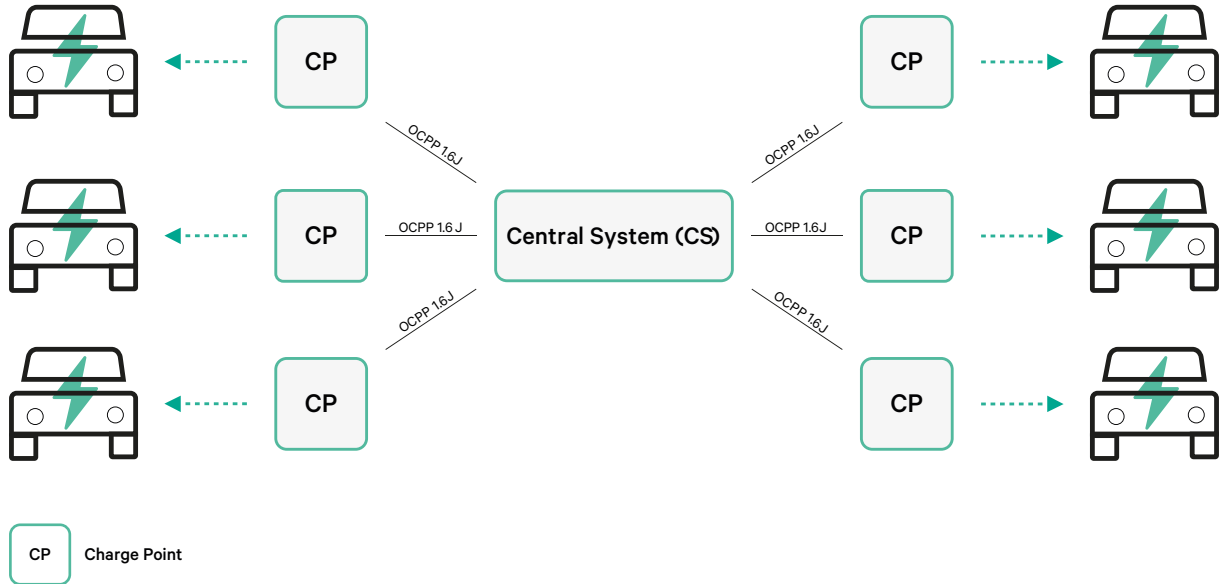 CP
CP
OCPP 1.6J
OCPP 1.6J
CP
OCPP 1.6 J
Central System (CS)
OCPP 1.6J
CP
OCPP 1.6J
OCPP 1.6J
CP
CP
CP
Charge Point